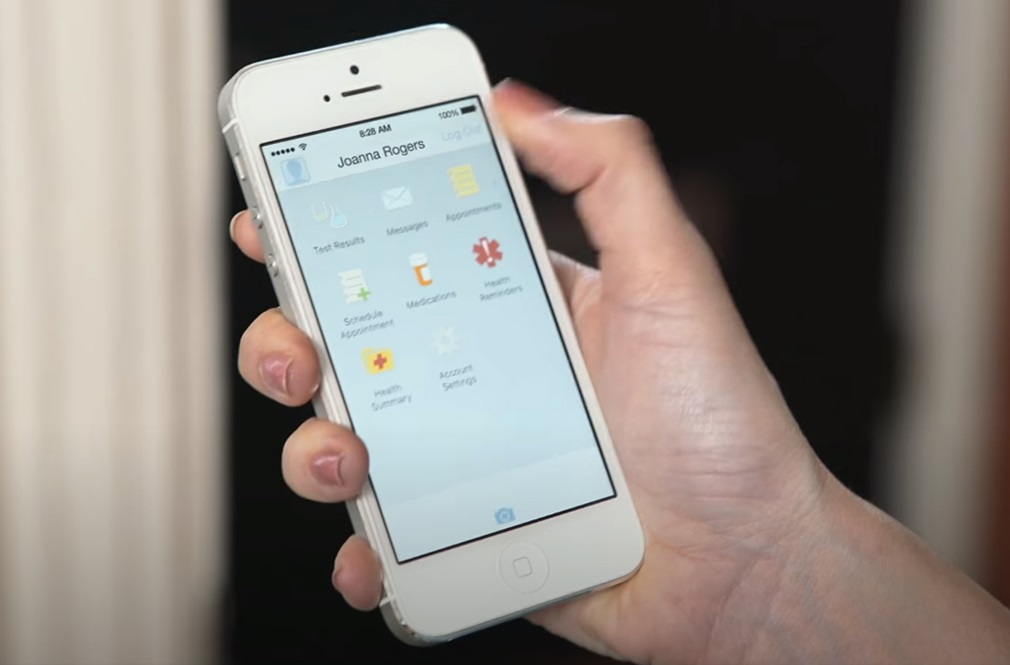 8:28 AM
100%
Joanna Rogers
Log Out
Test Results
Messages
Appointments
Schedule
Appointment
Medications
Health
Reminders
Health
Summary
Account
Settings